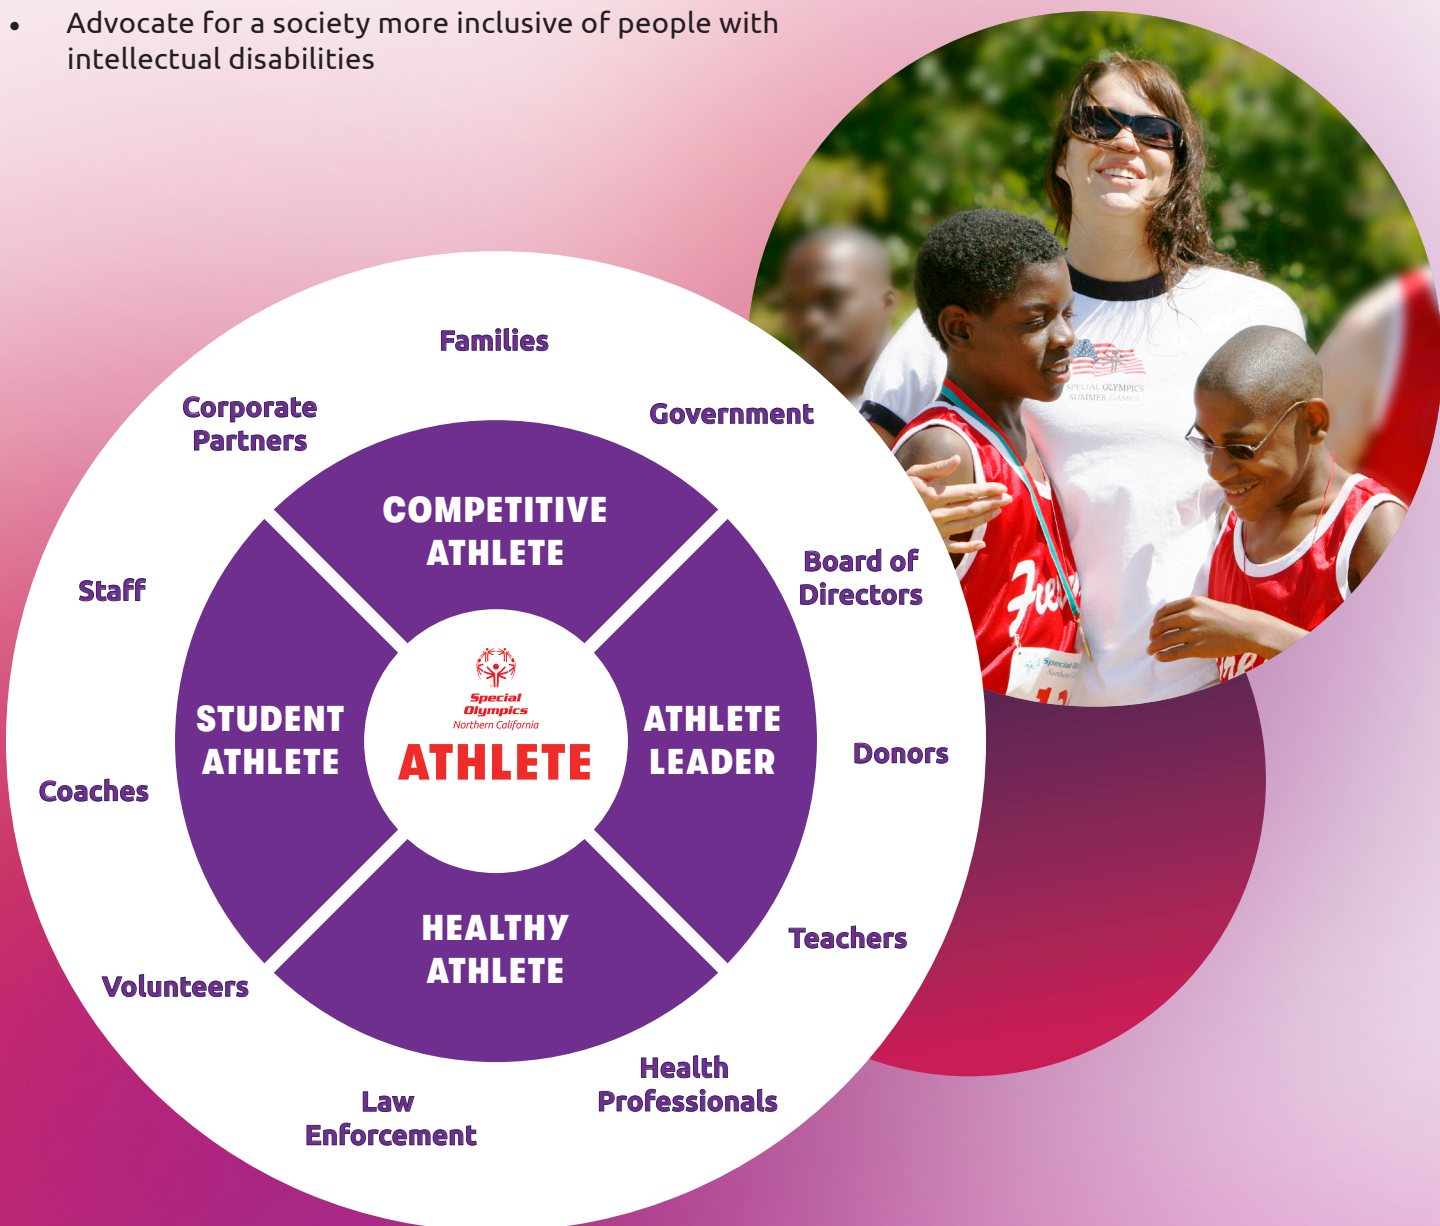 • Advocate for a society more inclusive of people with
intellectual disabilities
Families
Corporate
Partners
Government
COMPETITIVE
ATHLETE
Board of
Directors
Staff
Special
Olympics
Northern California
ATHLETE
STUDENT
ATHLETE
ATHLETE
LEADER
Donors
Coaches
HEALTHY
ATHLETE
Teachers
Volunteers
Health
Professionals
Law
Enforcement
SPECIAL OLYMPICS
SUMMER GAMES
Special
Northern